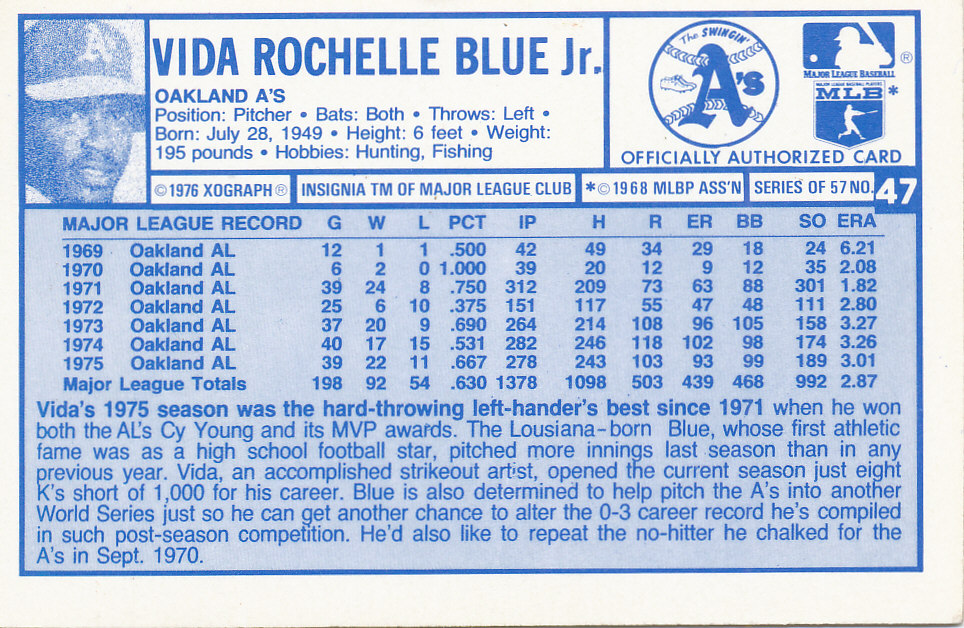 VIDA ROCHELLE BLUE Jr.
OAKLAND A'S
Position: Pitcher • Bats: Both • Throws: Left •
Born: July 28, 1949 • Height: 6 feet • Weight:
195 pounds • Hobbies: Hunting, Fishing
The SWINGIN'
A's
MAJOR LEAGUE BASEBALL
®
MAJOR LEAGUE BASEBALL PLAYERS
MLB*
OFFICIALLY AUTHORIZED CARD
©1976 XOGRAPH® INSIGNIA TM OF MAJOR LEAGUE CLUB *©1968 MLBP ASS'N SERIES OF 57 NO. 47
MAJOR LEAGUE RECORD G W L PCT IP H R ER BB SO ERA
1969 Oakland AL 12 1 1 .500 42 49 34 29 18 24 6.21
1970 Oakland AL 6 2 0 1.000 39 20 12 9 12 35 2.08
1971 Oakland AL 39 24 8 .750 312 209 73 63 88 301 1.82
1972 Oakland AL 25 6 10 .375 151 117 55 47 48 111 2.80
1973 Oakland AL 37 20 9 .690 264 214 108 96 105 158 3.27
1974 Oakland AL 40 17 15 .531 282 246 118 102 98 174 3.26
1975 Oakland AL 39 22 11 .667 278 243 103 93 99 189 3.01
Major League Totals 198 92 54 .630 1378 1098 503 439 468 992 2.87
Vida's 1975 season was the hard-throwing left-hander's best since 1971 when he won
both the AL's Cy Young and its MVP awards. The Lousiana-born Blue, whose first athletic
fame was as a high school football star, pitched more innings last season than in any
previous year. Vida, an accomplished strikeout artist, opened the current season just eight
K's short of 1,000 for his career. Blue is also determined to help pitch the A's into another
World Series just so he can get another chance to alter the 0-3 career record he's compiled
in such post-season competition. He'd also like to repeat the no-hitter he chalked for the
A's in Sept. 1970.